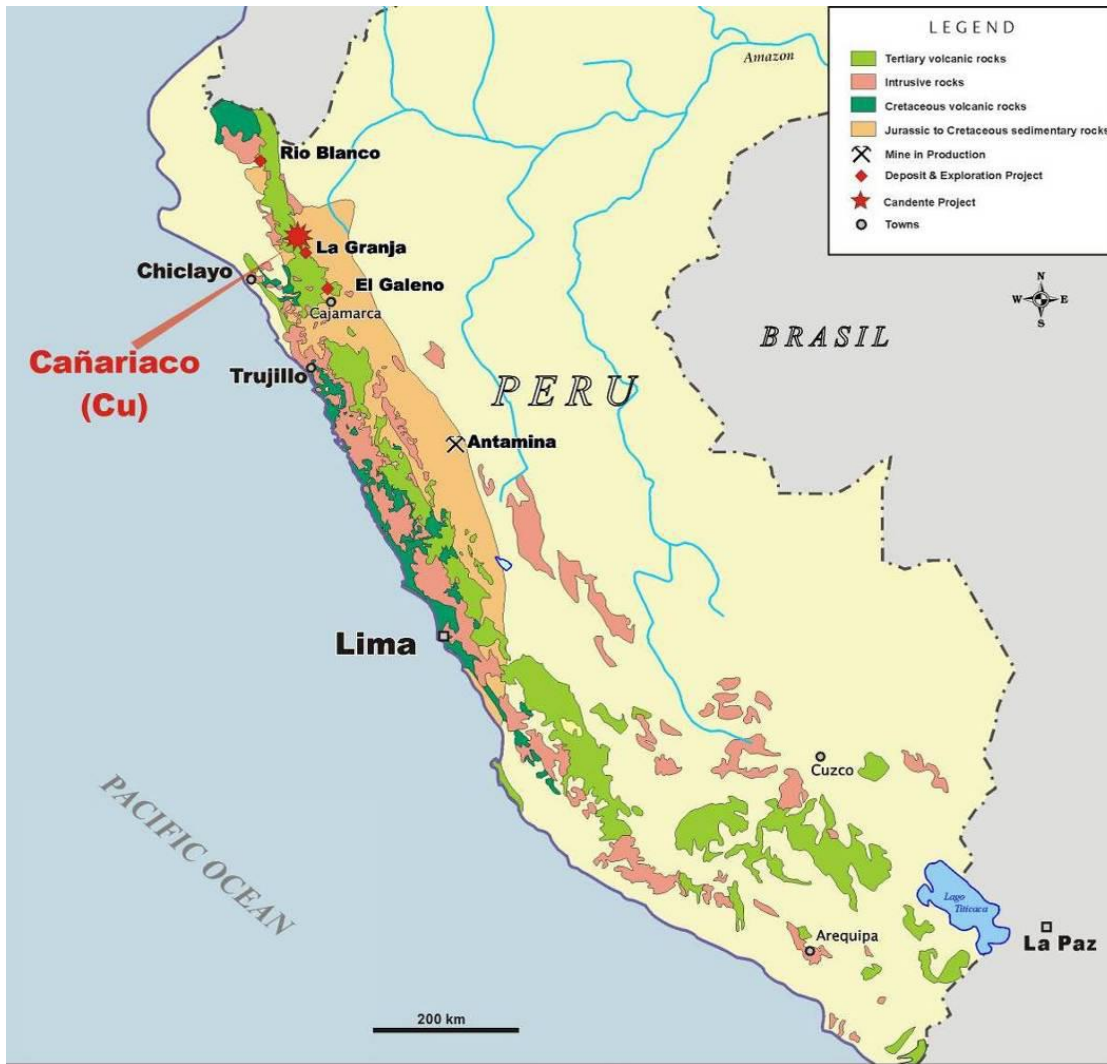 LEGEND
Tertiary volcanic rocks
Intrusive rocks
Cretaceous volcanic rocks
Jurassic to Cretaceous sedimentary rocks
Mine in Production
Deposit & Exploration Project
Candente Project
Towns
Amazon
Rio Blanco
La Granja
Chiclayo
El Galeno
Cajamarca
N
W E
S
BRASIL
Cañariaco
(Cu)
Trujillo
PERU
Antamina
Lima
Cuzco
PACIFIC OCEAN
Lago
Titicaca
Arequipa
La Paz
200 km